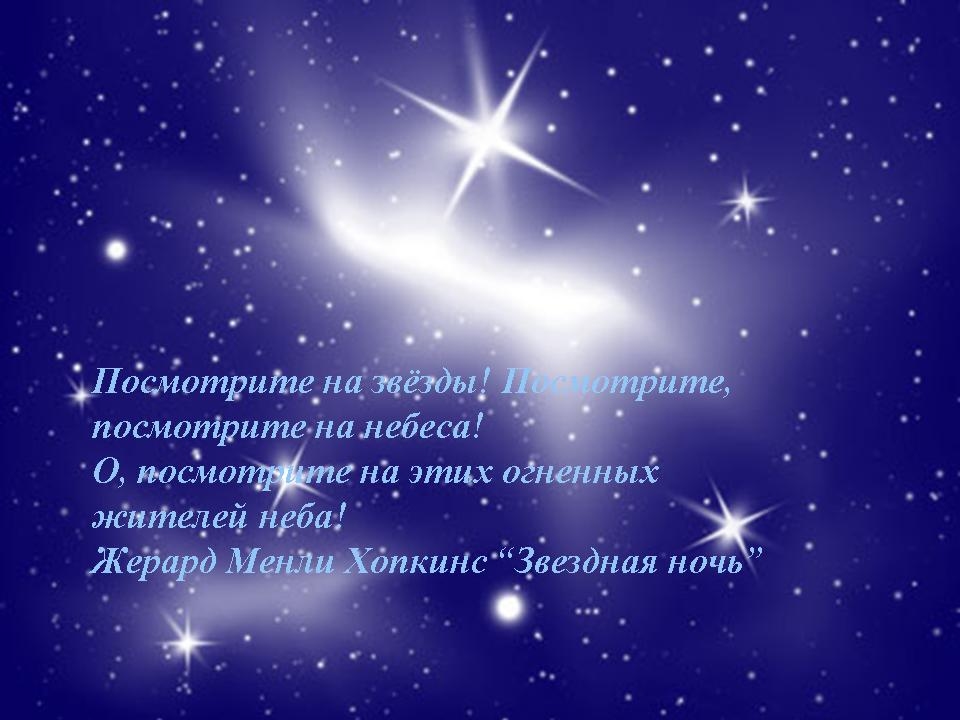 Посмотрите на звёзды! Посмотрите,
посмотрите на небеса!
О, посмотрите на этих огненных
жителей неба!
Жерард Менли Хопкинс “Звездная ночь”